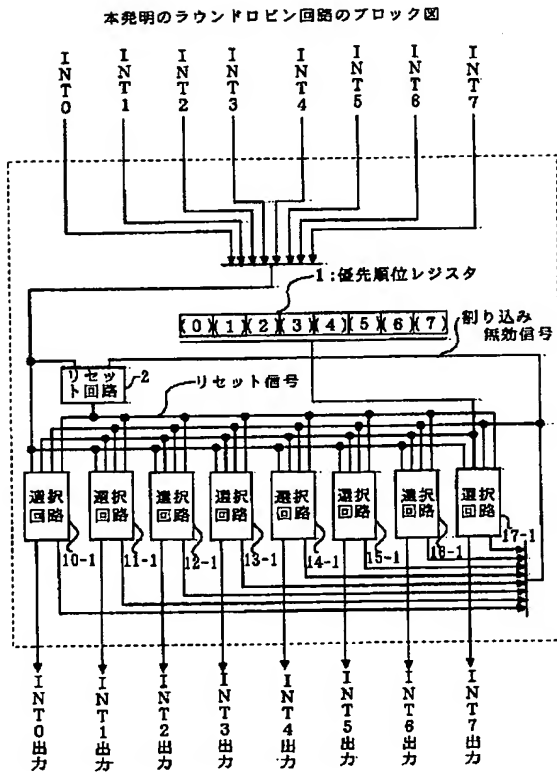 本発明のラウンドロビン回路のブロック図
INT0
INT1
INT2
INT3
INT4
INT5
INT6
INT7
1:優先順位レジスタ
(0)(1)(2)(3)(4)(5)(6)(7)
割り込み
無効信号
リセッ
ト回路
2
リセット信号
選択
回路
選択
回路
選択
回路
選択
回路
選択
回路
選択
回路
選択
回路
選択
回路
10-1
11-1
12-1
13-1
14-1
15-1
16-1
17-1
INT0出力
INT1出力
INT2出力
INT3出力
INT4出力
INT5出力
INT6出力
INT7出力